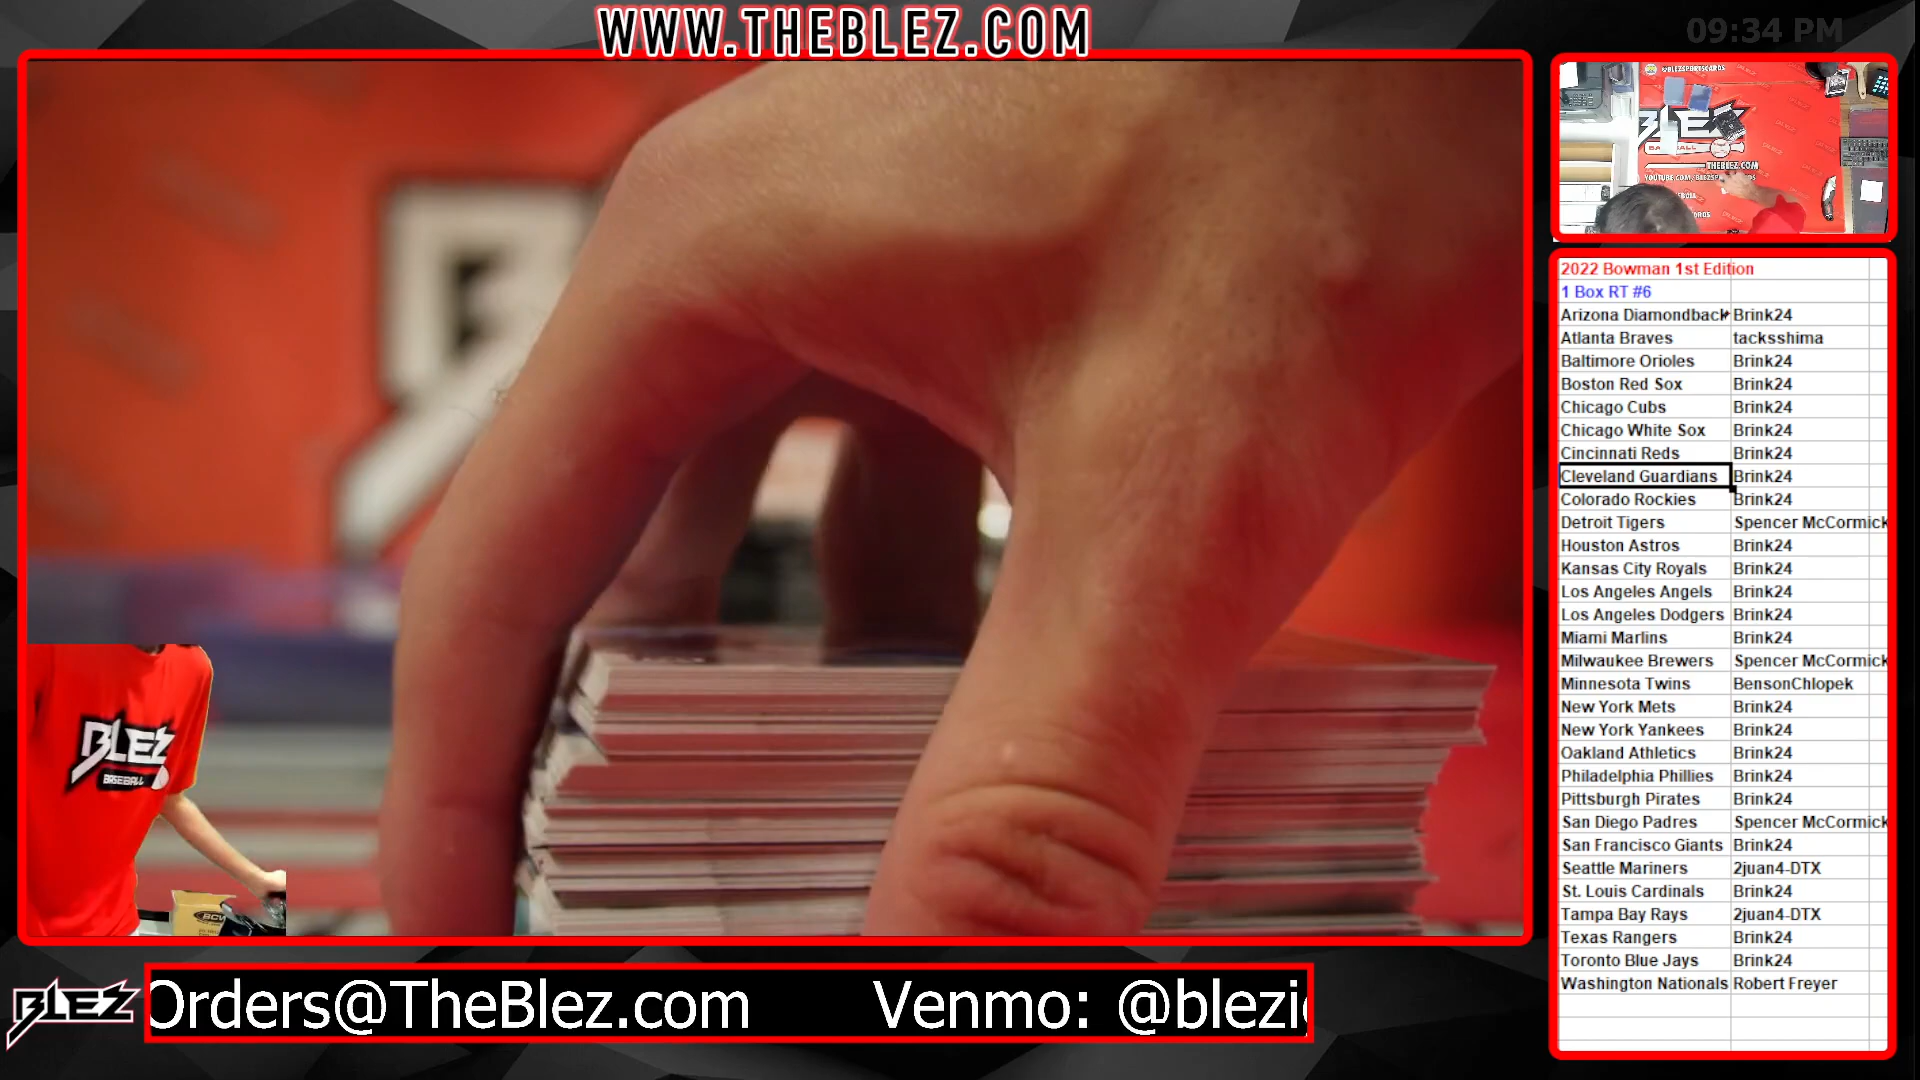 WWW.THEBLEZ.COM
09:34 PM
@BLEZSPORTSCARDS
BLEZ
BASEBALL
THEBLEZ.COM
2022 Bowman 1st Edition
1 Box RT #6
Arizona Diamondback Brink24
Atlanta Braves tacksshima
Baltimore Orioles Brink24
Boston Red Sox Brink24
Chicago Cubs Brink24
Chicago White Sox Brink24
Cincinnati Reds Brink24
Cleveland Guardians Brink24
Colorado Rockies Brink24
Detroit Tigers Spencer McCormick
Houston Astros Brink24
Kansas City Royals Brink24
Los Angeles Angels Brink24
Los Angeles Dodgers Brink24
Miami Marlins Brink24
Milwaukee Brewers Spencer McCormick
Minnesota Twins BensonChlopek
New York Mets Brink24
New York Yankees Brink24
Oakland Athletics Brink24
Philadelphia Phillies Brink24
Pittsburgh Pirates Brink24
San Diego Padres Spencer McCormick
San Francisco Giants Brink24
Seattle Mariners 2juan4-DTX
St. Louis Cardinals Brink24
Tampa Bay Rays 2juan4-DTX
Texas Rangers Brink24
Toronto Blue Jays Brink24
Washington Nationals Robert Freyer
BLEZ
BASEBALL
BCW
BLEZ
Orders@TheBlez.com Venmo: @blezi